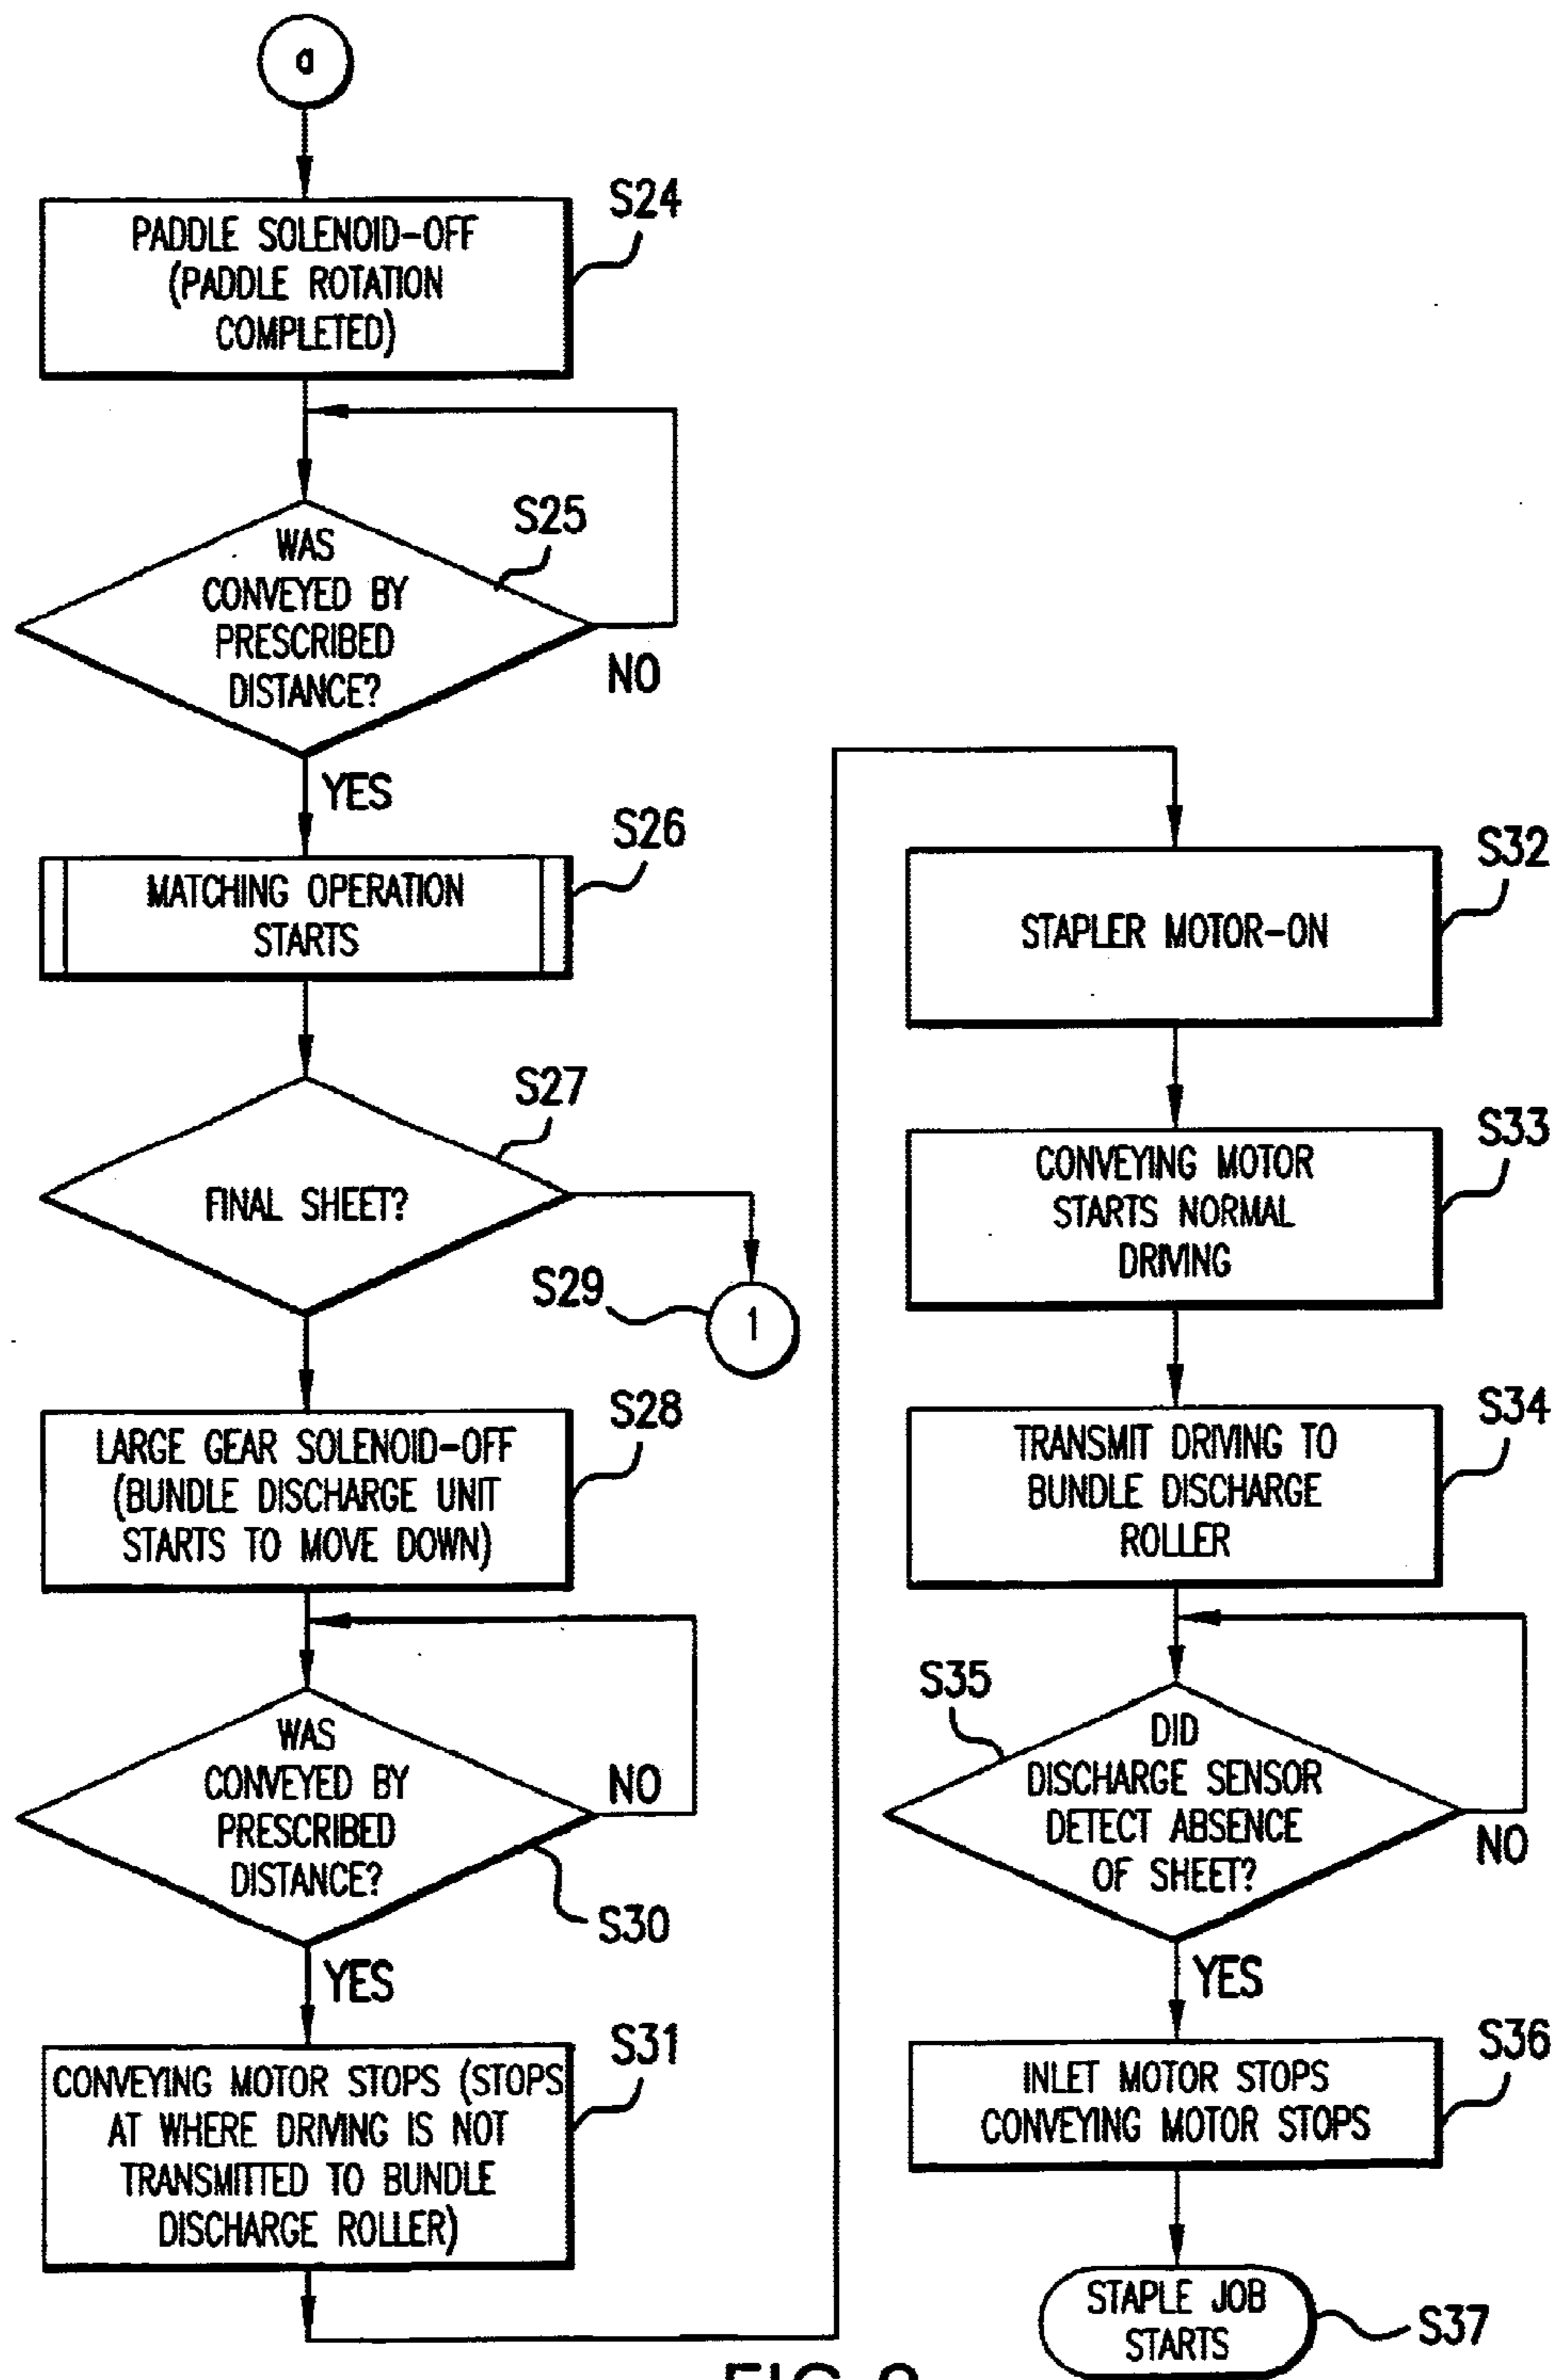 a
S24
PADDLE SOLENOID-OFF
(PADDLE ROTATION
COMPLETED)
S25
WAS
CONVEYED BY
PRESCRIBED
DISTANCE?
NO
YES
S26
MATCHING OPERATION
STARTS
S27
FINAL SHEET?
S29
1
S28
LARGE GEAR SOLENOID-OFF
(BUNDLE DISCHARGE UNIT
STARTS TO MOVE DOWN)
WAS
CONVEYED BY
PRESCRIBED
DISTANCE?
NO
S30
YES
S31
CONVEYING MOTOR STOPS (STOPS
AT WHERE DRIVING IS NOT
TRANSMITTED TO BUNDLE
DISCHARGE ROLLER)
S32
STAPLER MOTOR-ON
S33
CONVEYING MOTOR
STARTS NORMAL
DRIVING
S34
TRANSMIT DRIVING TO
BUNDLE DISCHARGE
ROLLER
S35
DID
DISCHARGE SENSOR
DETECT ABSENCE
OF SHEET?
NO
YES
S36
INLET MOTOR STOPS
CONVEYING MOTOR STOPS
STAPLE JOB
STARTS
S37